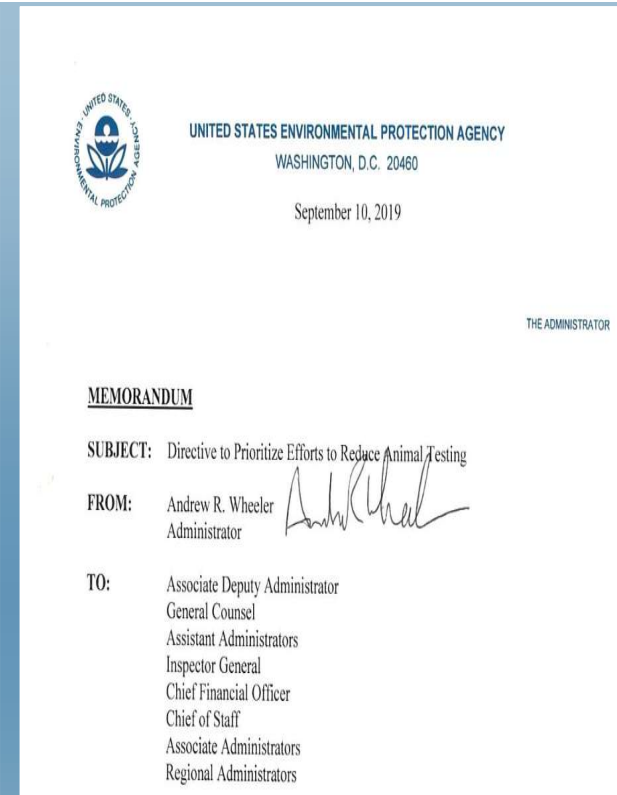 UNITED STATES
ENVIRONMENTAL PROTECTION AGENCY
UNITED STATES ENVIRONMENTAL PROTECTION AGENCY
WASHINGTON, D.C. 20460
September 10, 2019
THE ADMINISTRATOR
MEMORANDUM
SUBJECT: Directive to Prioritize Efforts to Reduce Animal Testing
FROM: Andrew R. Wheeler
Administrator
TO: Associate Deputy Administrator
General Counsel
Assistant Administrators
Inspector General
Chief Financial Officer
Chief of Staff
Associate Administrators
Regional Administrators